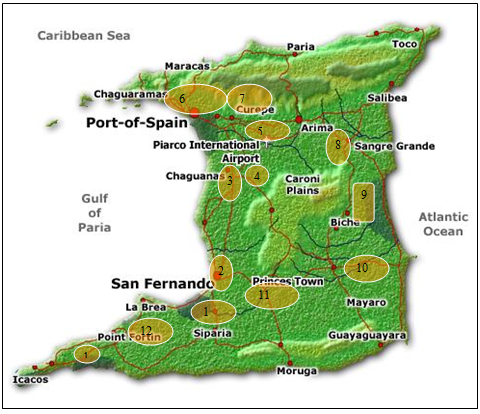 Caribbean Sea
Toco
Paria
Maracas
Chaguaramas
6
7
Salibea
Curepe
Port-of-Spain
5
Arima
Piarco International
Airport
8
Sangre Grande
Chaguanas
3
4
Caroni
Plains
9
Gulf
of
Paria
Biche
Atlantic
Ocean
2
10
San Fernando
Princes Town
11
La Brea
1
Mayaro
12
Point Fortin
Siparia
Guayaguayara
1
Moruga
Icacos